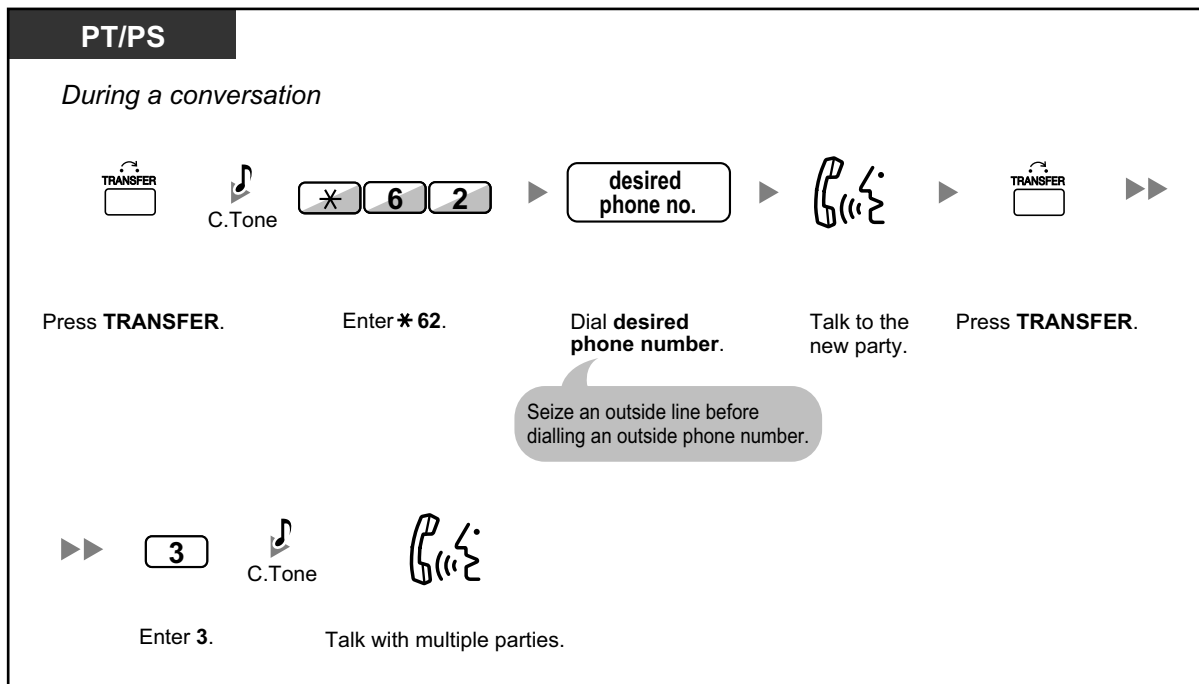 PT/PS
During a conversation
TRANSFER
C.Tone
* 6 2
desired
phone no.
TRANSFER
Press TRANSFER.
Enter * 62.
Dial desired
phone number.
Talk to the
new party.
Press TRANSFER.
Seize an outside line before
dialling an outside phone number.
3
C.Tone
Enter 3.
Talk with multiple parties.